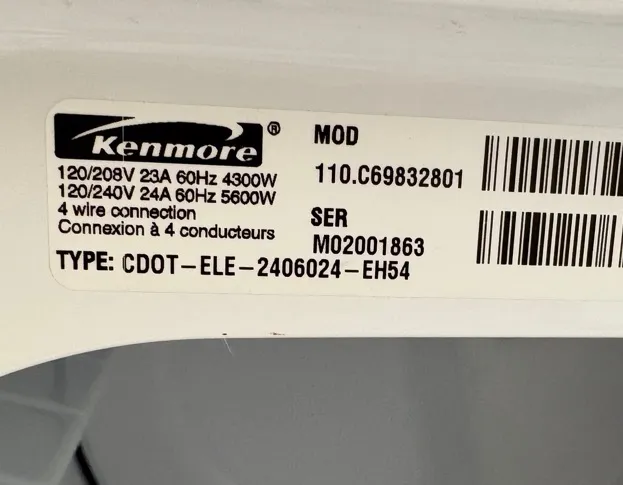 Kenmore®
120/208V 23A 60Hz 4300W
120/240V 24A 60Hz 5600W
4 wire connection
Connexion à 4 conducteurs
TYPE: CDOT-ELE-2406024-EH54
MOD
110.C69832801
SER
M02001863